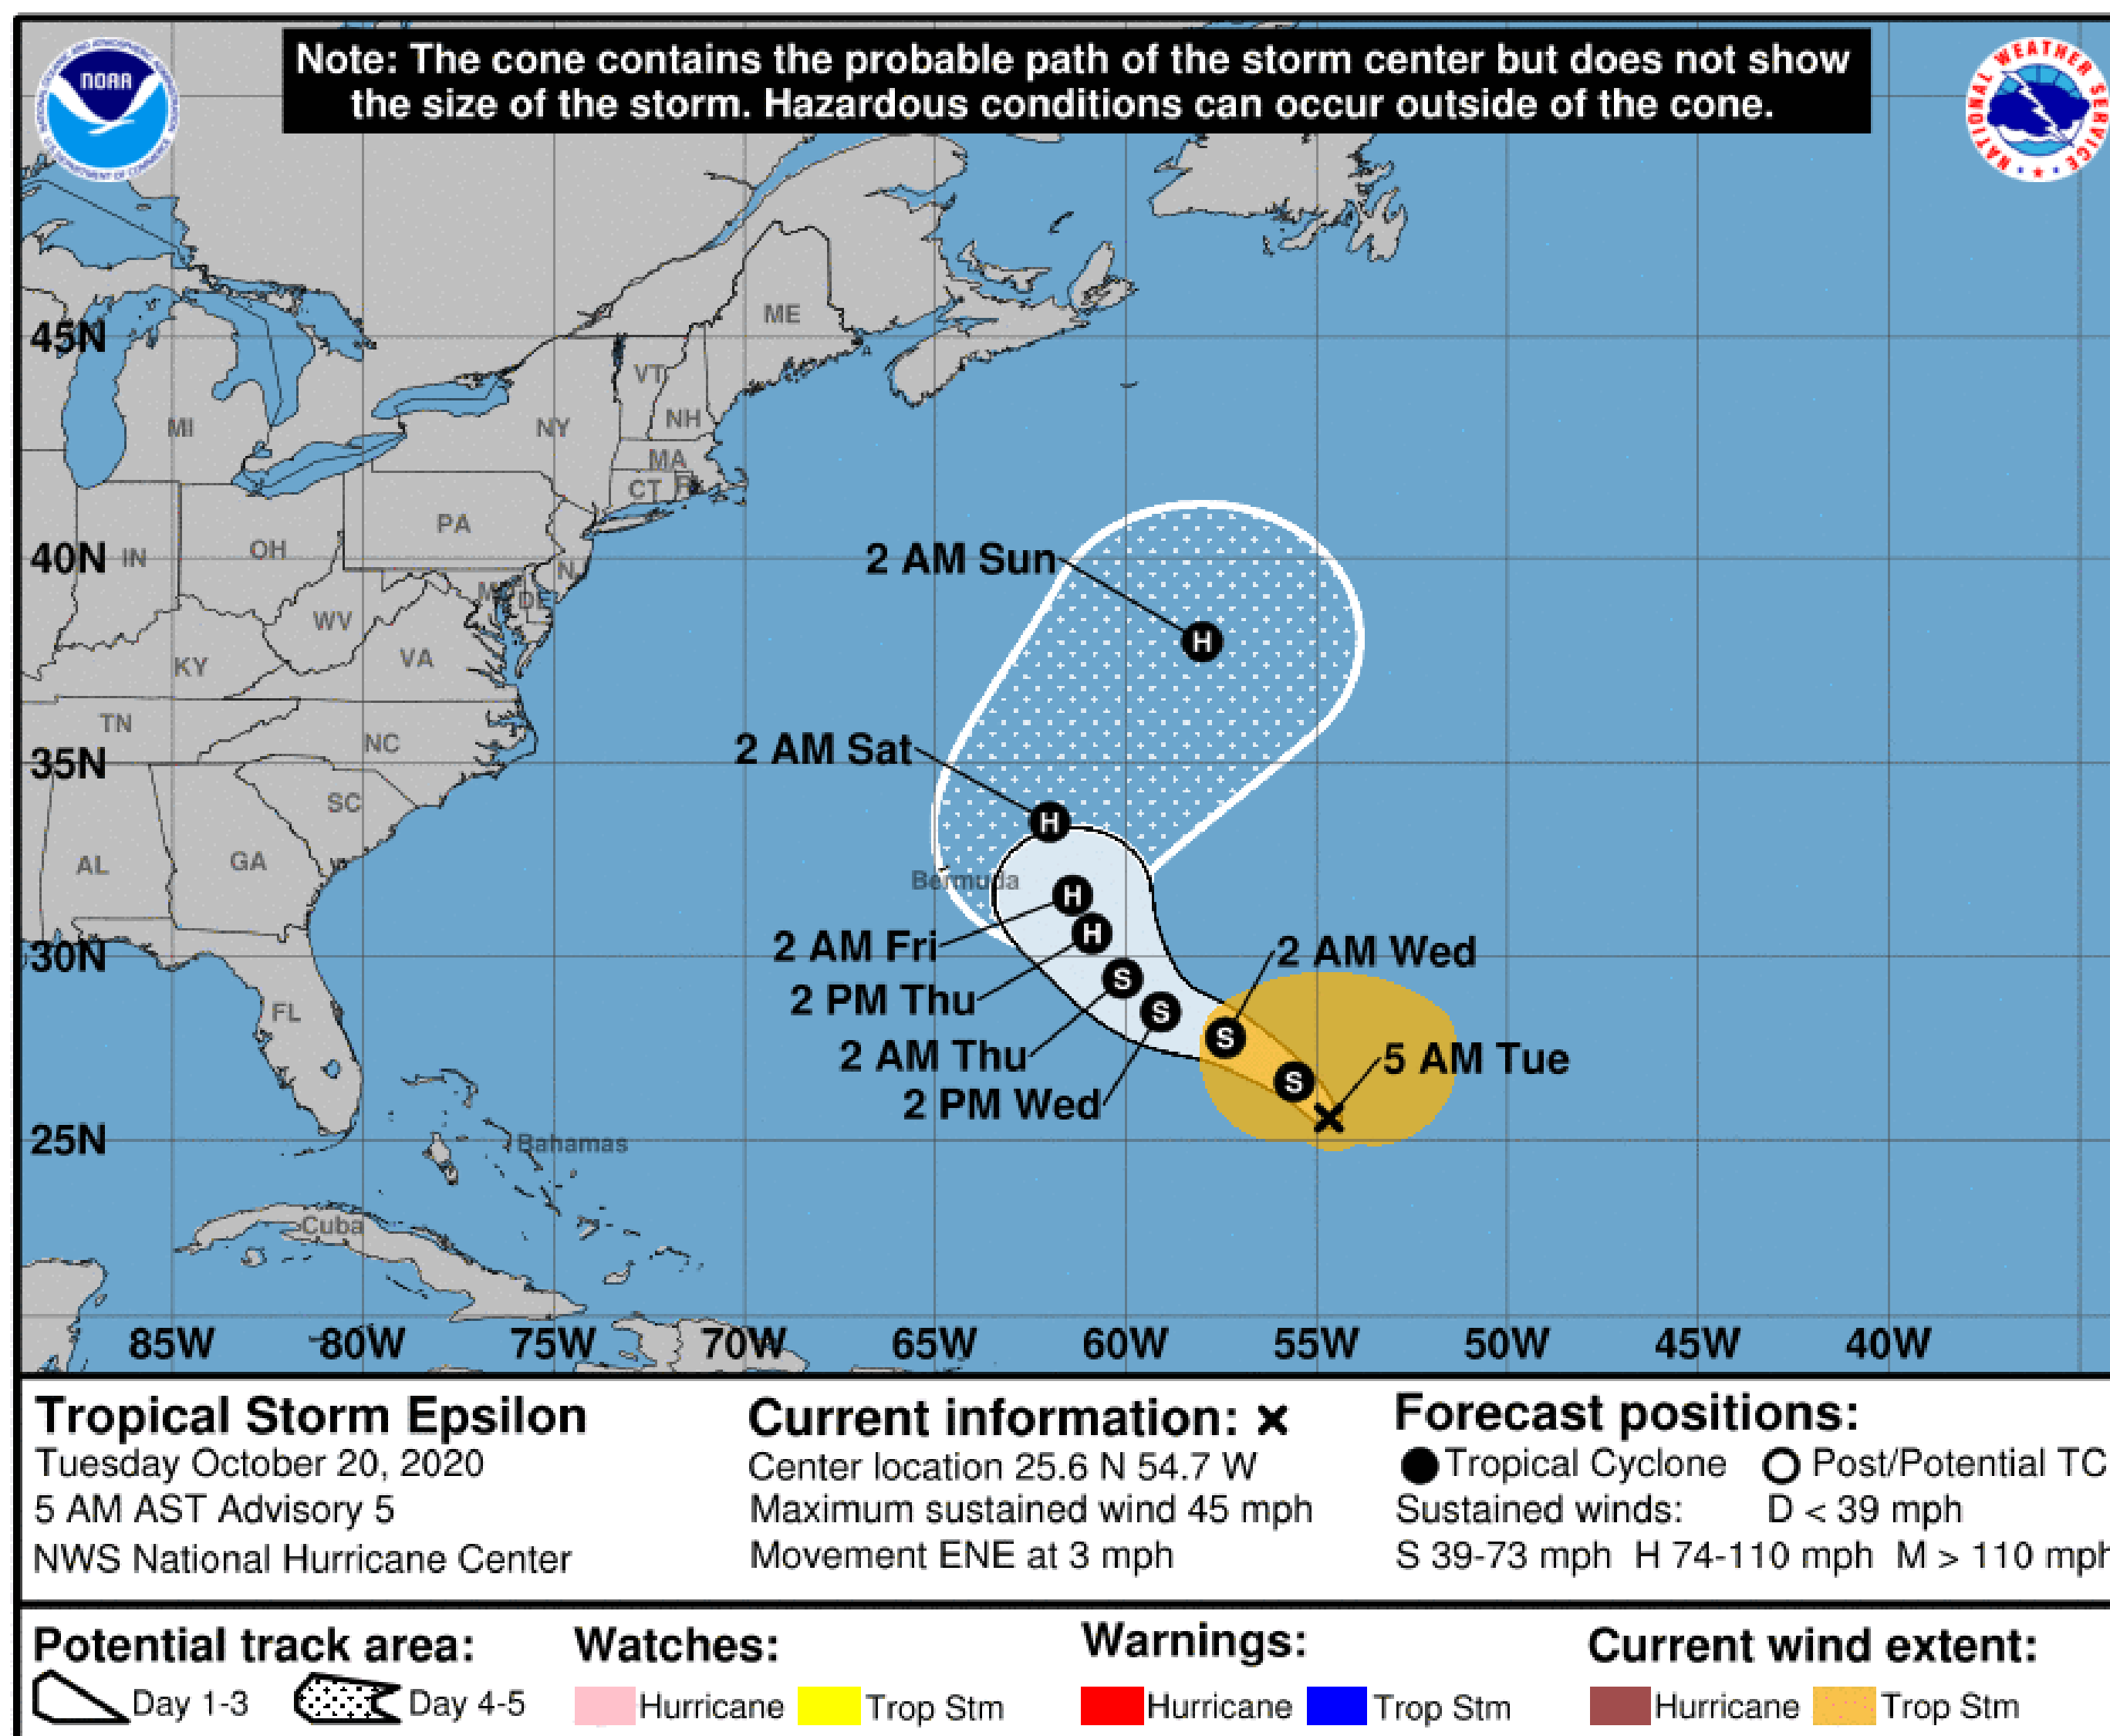 Note: The cone contains the probable path of the storm center but does not show
the size of the storm. Hazardous conditions can occur outside of the cone.
NOAA
NATIONAL WEATHER SERVICE
ME
45N
VT
MI
NY
NH
MA
CT
PA
2 AM Sun
40N
IN
OH
NJ
H
DE
WV
VA
KY
TN
NC
2 AM Sat
35N
SC
H
AL
GA
Bermuda
H
2 AM Fri
H
2 AM Wed
30N
S
2 PM Thu
FL
S
S
2 AM Thu
5 AM Tue
S
2 PM Wed
25N
Bahamas
Cuba
85W 80W 75W 70W 65W 60W 55W 50W 45W 40W
Tropical Storm Epsilon
Tuesday October 20, 2020
5 AM AST Advisory 5
NWS National Hurricane Center
Current information: x
Center location 25.6 N 54.7 W
Maximum sustained wind 45 mph
Movement ENE at 3 mph
Forecast positions:
Tropical Cyclone Post/Potential TC
Sustained winds: D < 39 mph
S 39-73 mph H 74-110 mph M > 110 mph
Potential track area:
Day 1-3 Day 4-5
Watches:
Hurricane Trop Stm
Warnings:
Hurricane Trop Stm
Current wind extent:
Hurricane Trop Stm